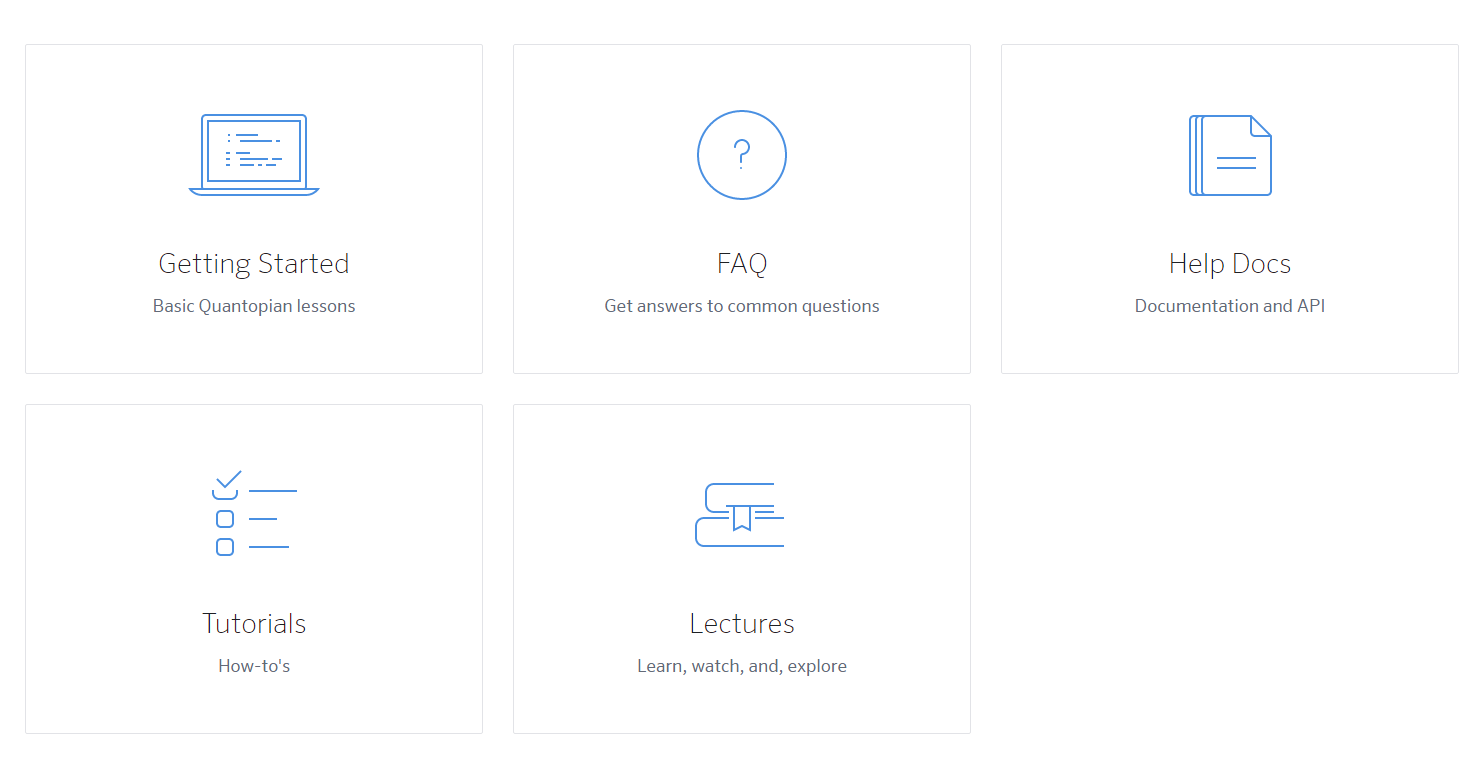 ?
Getting Started
Basic Quantopian lessons
FAQ
Get answers to common questions
Help Docs
Documentation and API
Tutorials
How-to's
Lectures
Learn, watch, and, explore